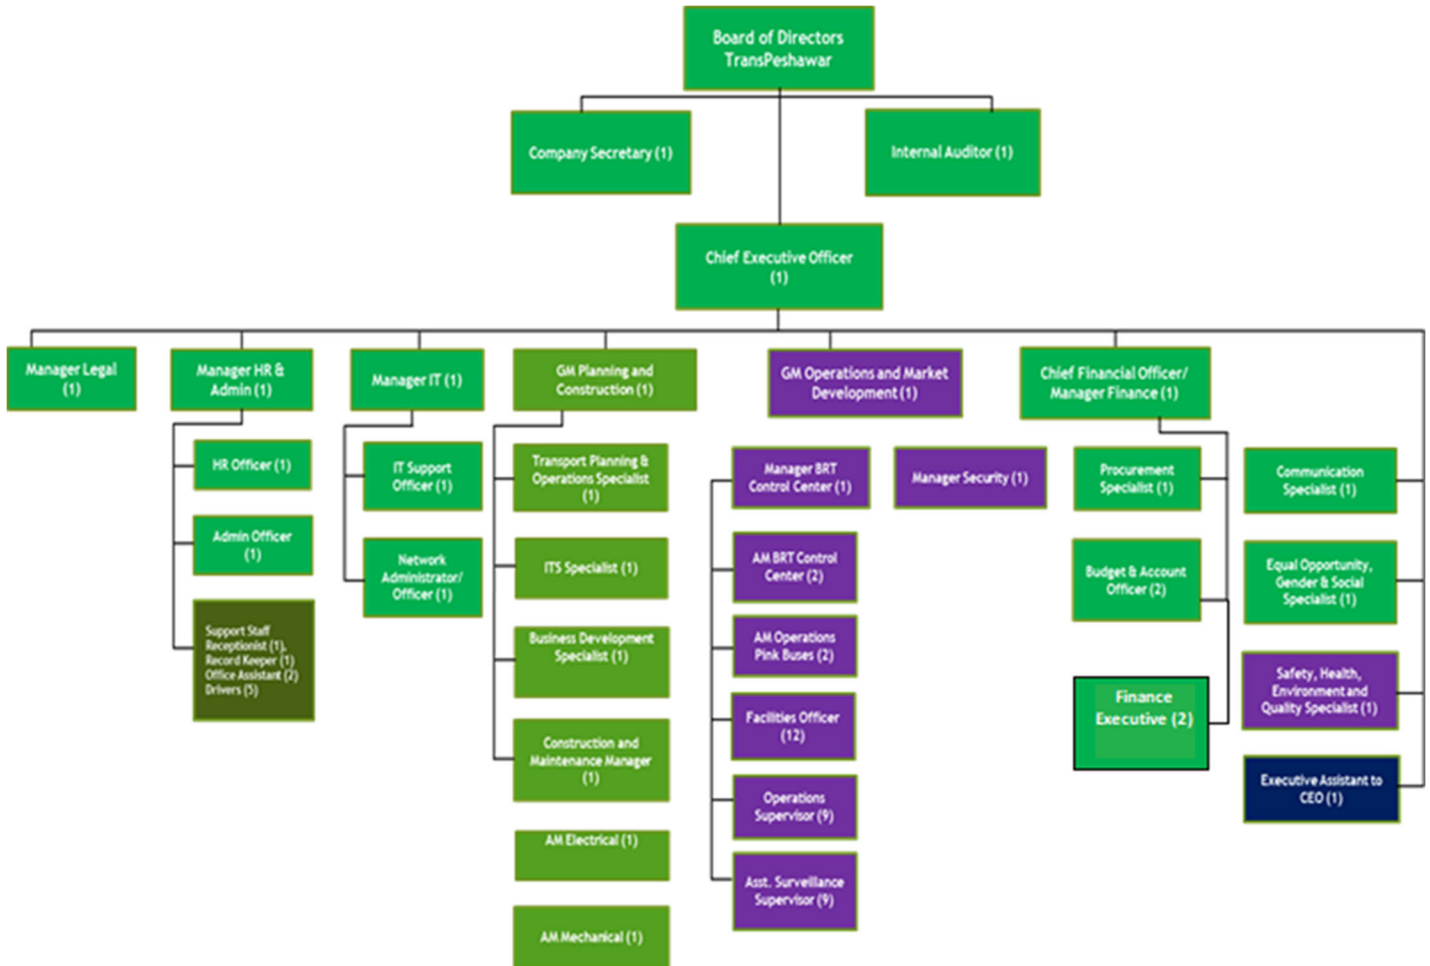 Board of Directors
TransPeshawar
Company Secretary (1)
Internal Auditor (1)
Chief Executive Officer
(1)
Manager Legal
(1)
Manager HR &
Admin (1)
Manager IT (1)
GM Planning and
Construction (1)
GM Operations and Market
Development (1)
Chief Financial Officer/
Manager Finance (1)
HR Officer (1)
Admin Officer
(1)
Support Staff
Receptionist (1),
Record Keeper (1)
Office Assistant (2)
Drivers (5)
IT Support
Officer (1)
Network
Administrator/
Officer (1)
Transport Planning &
Operations Specialist
(1)
ITS Specialist (1)
Business Development
Specialist (1)
Construction and
Maintenance Manager
(1)
AM Electrical (1)
AM Mechanical (1)
Manager BRT
Control Center (1)
AM BRT Control
Center (2)
AM Operations
Pink Buses (2)
Facilities Officer
(12)
Operations
Supervisor (9)
Asst. Surveillance
Supervisor (9)
Manager Security (1)
Procurement
Specialist (1)
Budget & Account
Officer (2)
Finance
Executive (2)
Communication
Specialist (1)
Equal Opportunity,
Gender & Social
Specialist (1)
Safety, Health,
Environment and
Quality Specialist (1)
Executive Assistant to
CEO (1)